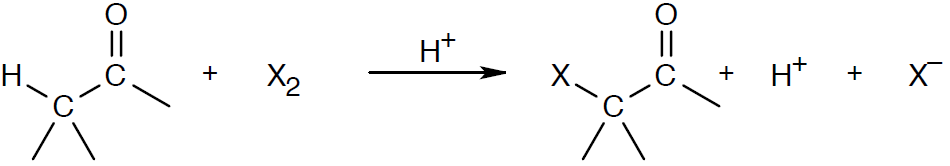 O O
H C + X₂ H⁺ X C + H⁺ + X⁻
C C